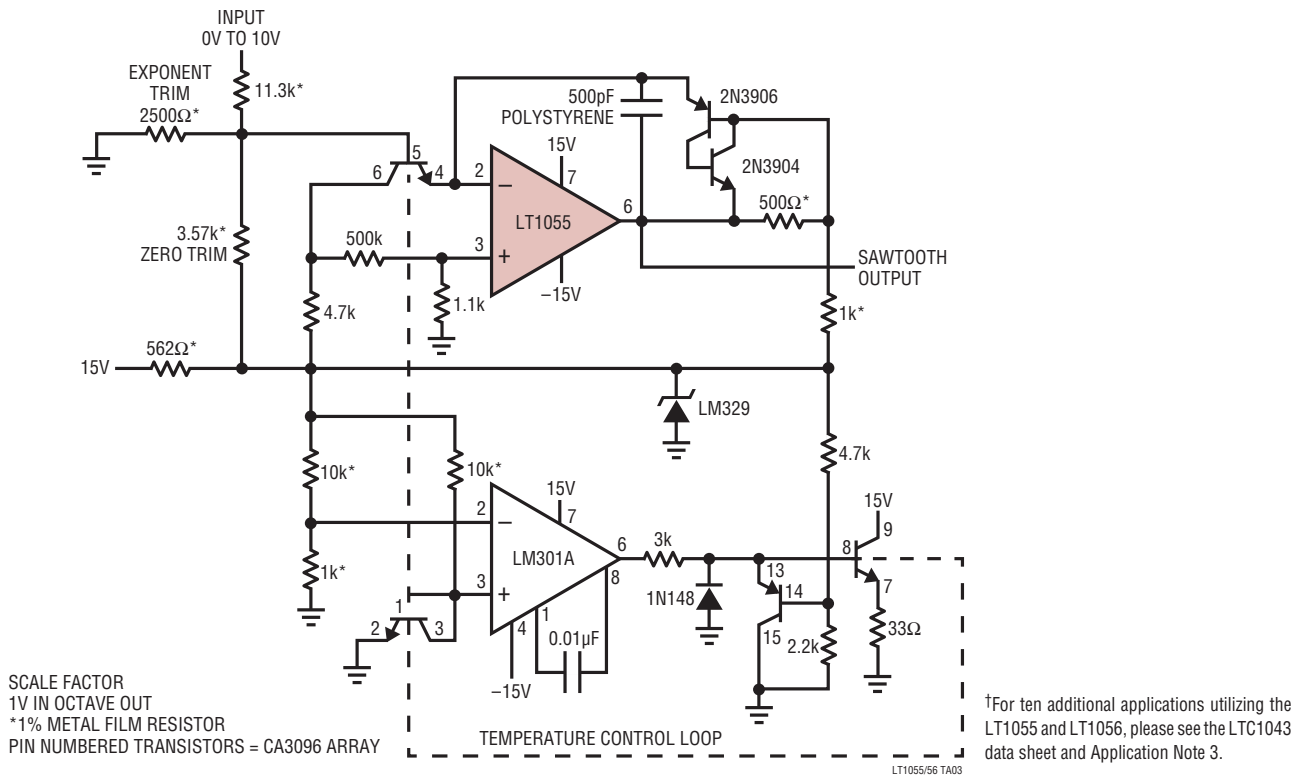 INPUT
0V TO 10V
EXPONENT
TRIM
2500Ω*
11.3k*
500pF
POLYSTYRENE
2N3906
15V
2N3904
5
6
4
2
7
–
LT1055
6
500Ω*
3.57k*
ZERO TRIM
500k
3
+
SAWTOOTH
OUTPUT
–15V
4.7k
1.1k
1k*
15V
562Ω*
LM329
10k*
10k*
4.7k
15V
15V
2
7
–
9
LM301A
6
3k
8
1k*
8
13
3
+
14
7
1
1N148
2
3
1
4
0.01µF
15
2.2k
33Ω
–15V
SCALE FACTOR
1V IN OCTAVE OUT
*1% METAL FILM RESISTOR
PIN NUMBERED TRANSISTORS = CA3096 ARRAY
TEMPERATURE CONTROL LOOP
†For ten additional applications utilizing the
LT1055 and LT1056, please see the LTC1043
data sheet and Application Note 3.
LT1055/56 TA03